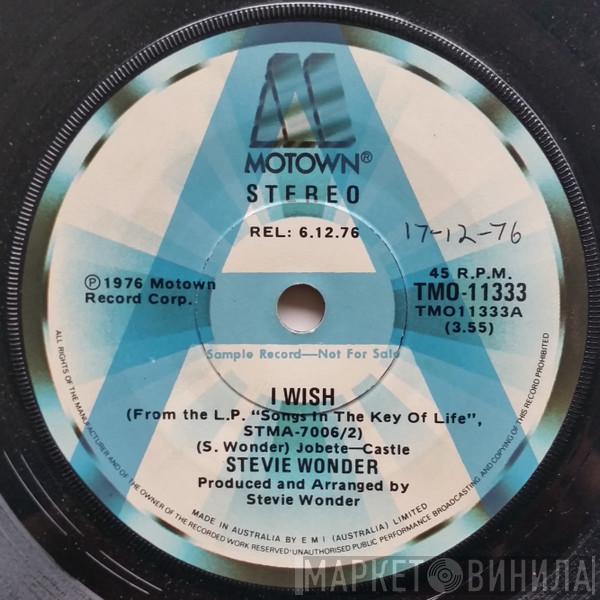 MOTOWN®
STEREO
REL: 6.12.76
17-12-76
℗ 1976 Motown
Record Corp.
45 R.P.M.
TMO-11333
TMO11333A
(3.55)
Sample Record—Not For Sale
I WISH
(From the L.P. "Songs In The Key Of Life",
STMA-7006/2)
(S. Wonder) Jobete—Castle
STEVIE WONDER
Produced and Arranged by
Stevie Wonder
MADE IN AUSTRALIA BY E M I (AUSTRALIA) LIMITED
ALL RIGHTS OF THE MANUFACTURER AND OF THE OWNER OF THE RECORDED WORK RESERVED·UNAUTHORISED PUBLIC PERFORMANCE BROADCASTING AND COPYING OF THIS RECORD PROHIBITED
МАРКЕТ ВИНИЛА